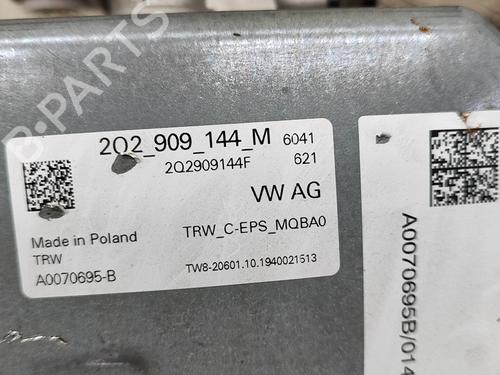 2Q2_909_144_M 6041
2Q2909144F 621
VW AG
Made in Poland TRW_C-EPS_MQBA0
TRW
A0070695-B TW8-20601.10.1940021513
A0070695B/014
B-PARTS